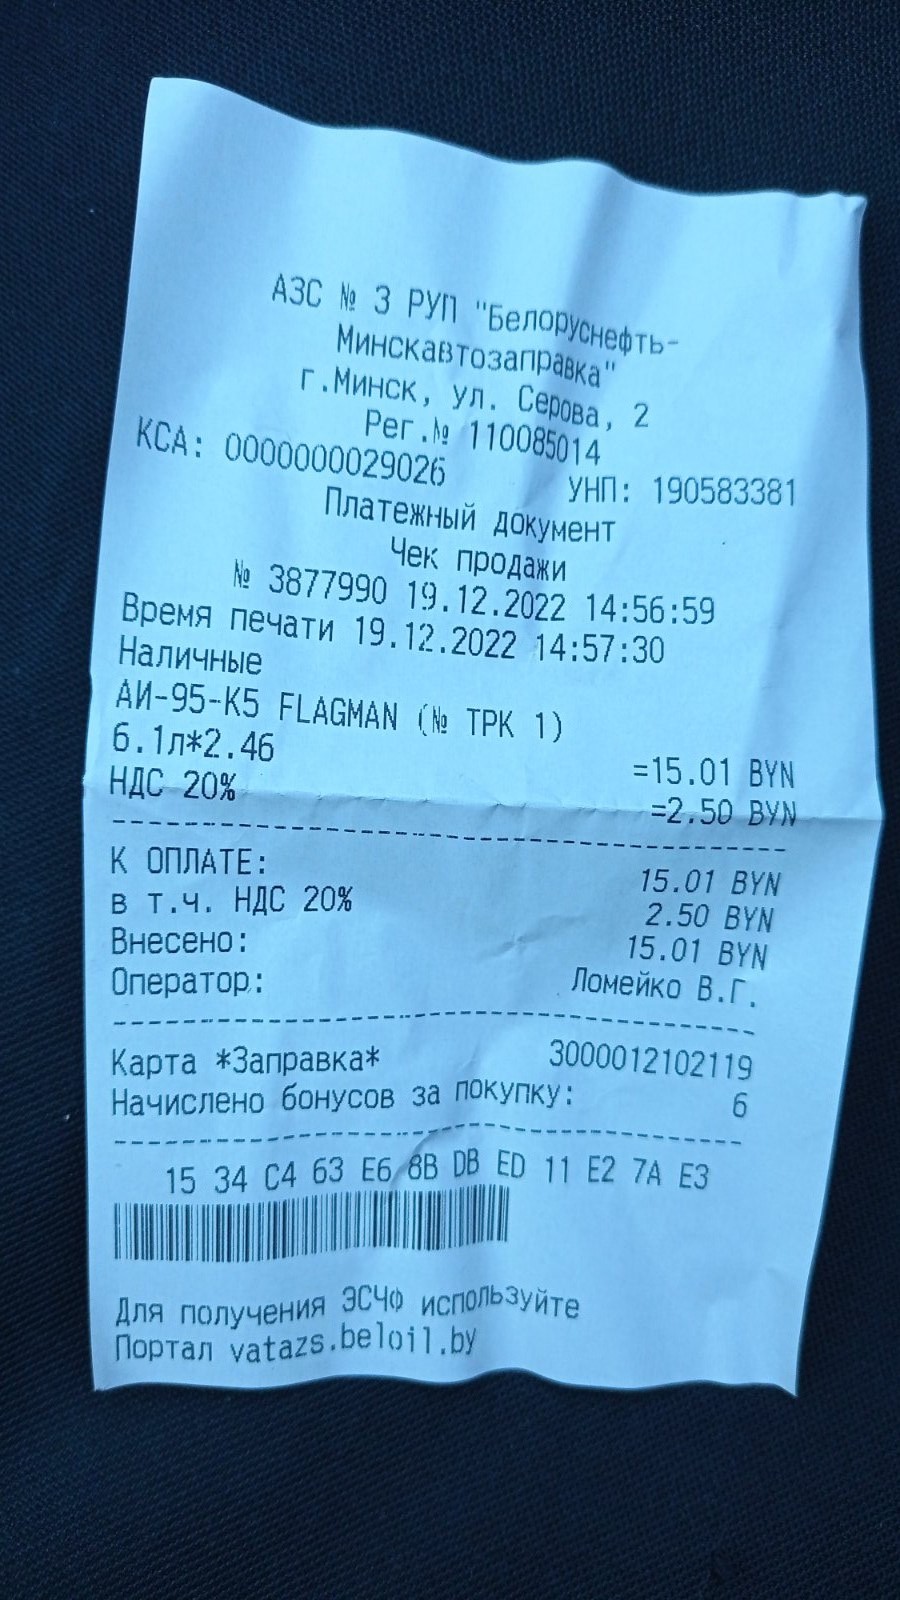 АЗС № 3 РУП "Белоруснефть-
Минскавтозаправка"
г.Минск, ул. Серова, 2
Рег.№ 110085014
КСА: 0000000029026 УНП: 190583381
Платежный документ
Чек продажи
№ 3877990 19.12.2022 14:56:59
Время печати 19.12.2022 14:57:30
Наличные
АИ-95-К5 FLAGMAN (№ ТРК 1)
6.1л*2.46 =15.01 BYN
НДС 20% =2.50 BYN
К ОПЛАТЕ: 15.01 BYN
в т.ч. НДС 20% 2.50 BYN
Внесено: 15.01 BYN
Оператор: Ломейко В.Г.
Карта *Заправка* 3000012102119
Начислено бонусов за покупку: 6
15 34 C4 63 E6 8B DB ED 11 E2 7A E3
Для получения ЭСЧФ используйте
Портал vatazs.beloil.by